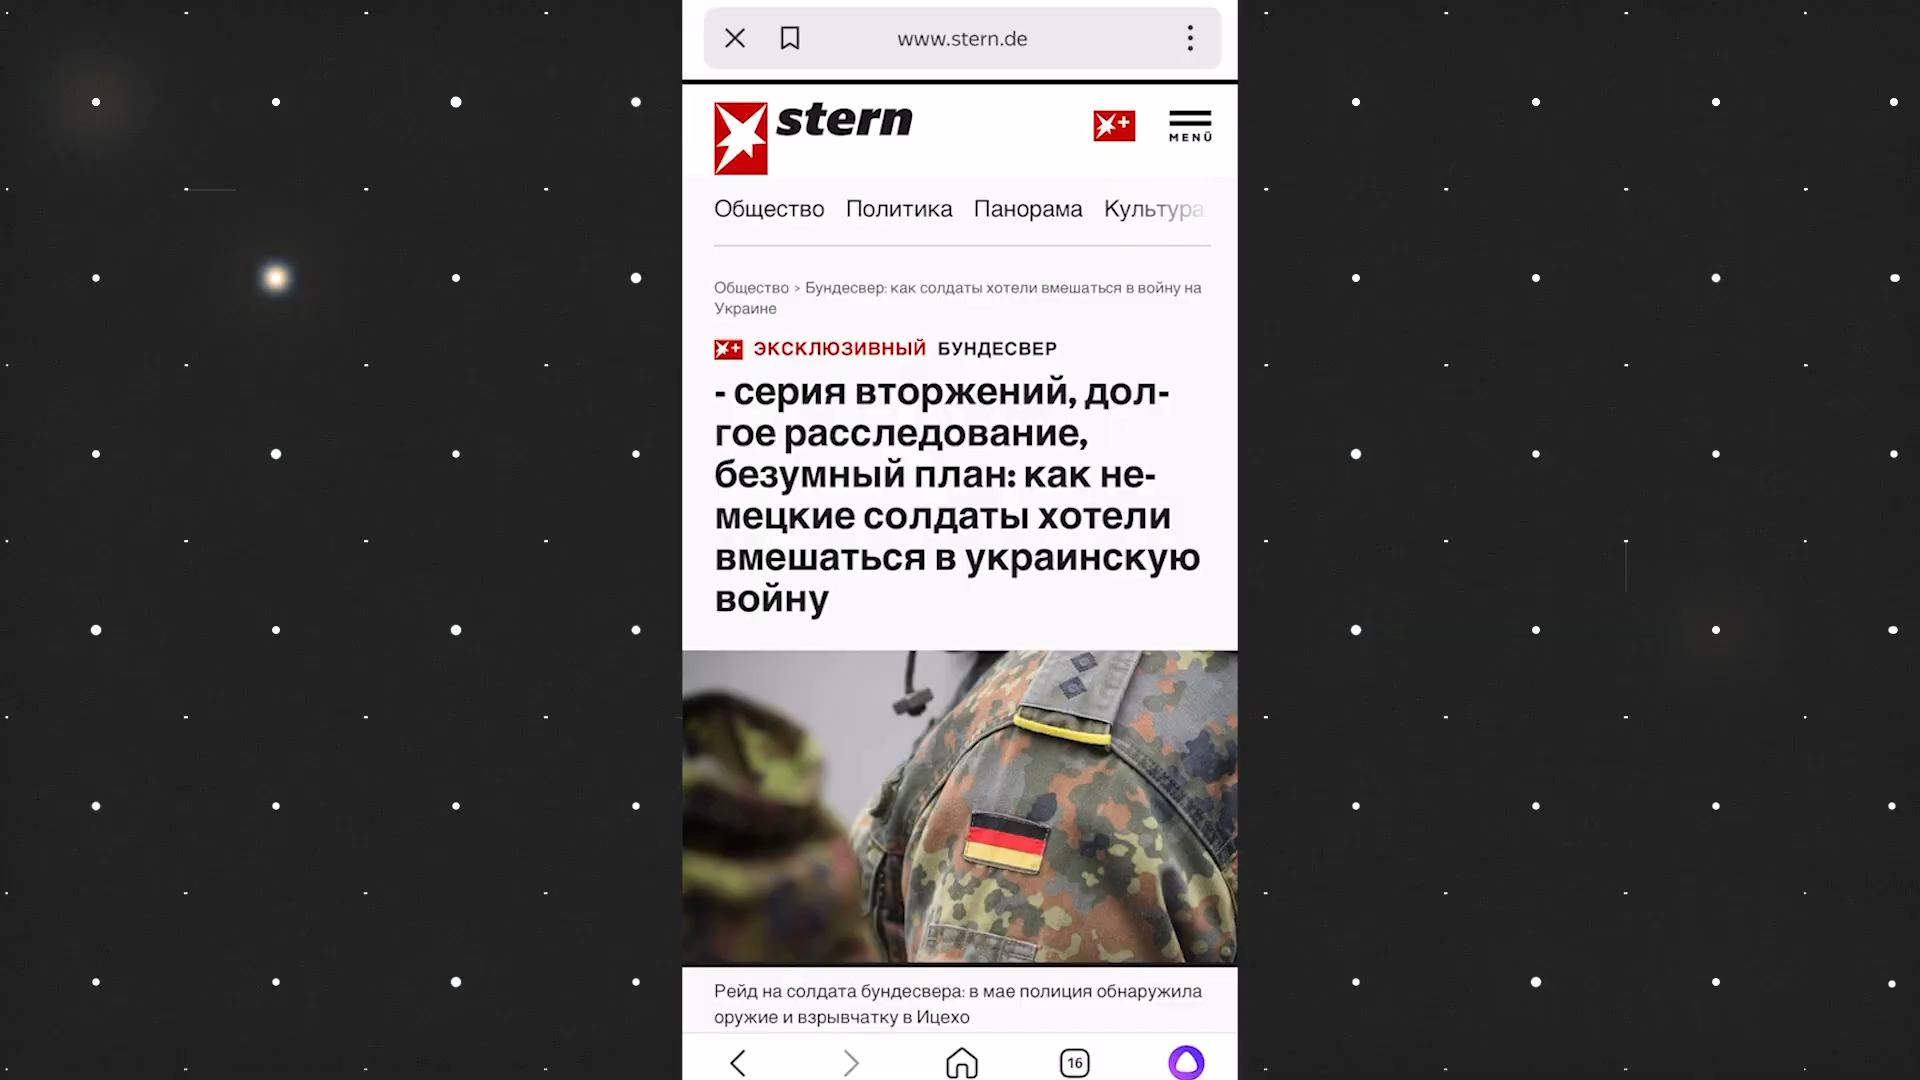 www.stern.de
stern
MENÜ
Общество Политика Панорама Культура
Общество > Бундесвер: как солдаты хотели вмешаться в войну на
Украине
ЭКСКЛЮЗИВНЫЙ БУНДЕСВЕР
- серия вторжений, дол-
гое расследование,
безумный план: как не-
мецкие солдаты хотели
вмешаться в украинскую
войну
Рейд на солдата бундесвера: в мае полиция обнаружила
оружие и взрывчатку в Ицехо
16